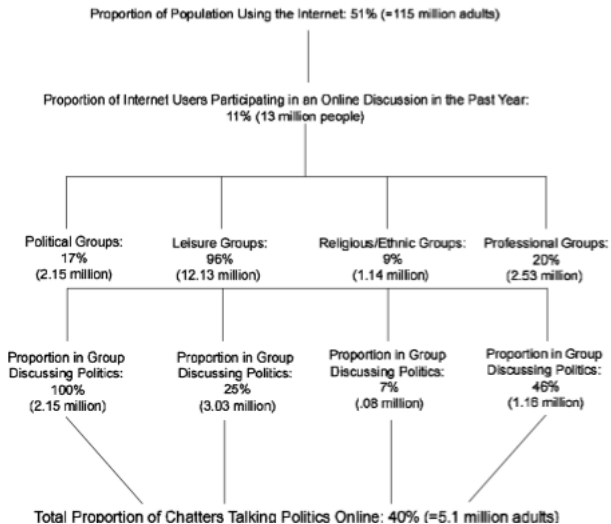 Proportion of Population Using the Internet: 51% (=115 million adults)
Proportion of Internet Users Participating in an Online Discussion in the Past Year:
11% (13 million people)
Political Groups:
17%
(2.15 million)
Leisure Groups:
96%
(12.13 million)
Religious/Ethnic Groups:
9%
(1.14 million)
Professional Groups:
20%
(2.53 million)
Proportion in Group
Discussing Politics:
100%
(2.15 million)
Proportion in Group
Discussing Politics:
25%
(3.03 million)
Proportion in Group
Discussing Politics:
7%
(.08 million)
Proportion in Group
Discussing Politics:
46%
(1.16 million)
Total Proportion of Chatters Talking Politics Online: 40% (=5.1 million adults)